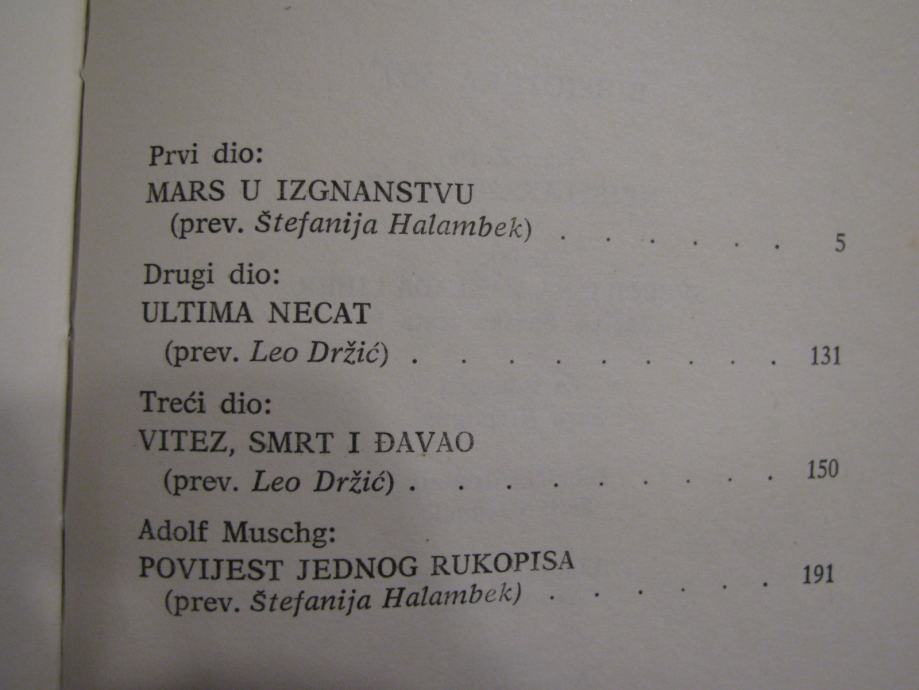 Prvi dio:
MARS U IZGNANSTVU
(prev. Štefanija Halambek) . . . . . . 5
Drugi dio:
ULTIMA NECAT
(prev. Leo Držić) . . . . . . . . . 131
Treći dio:
VITEZ, SMRT I ĐAVAO
(prev. Leo Držić) . . . . . . . . . 150
Adolf Muschg:
POVIJEST JEDNOG RUKOPISA
(prev. Štefanija Halambek) . . . . . . 191